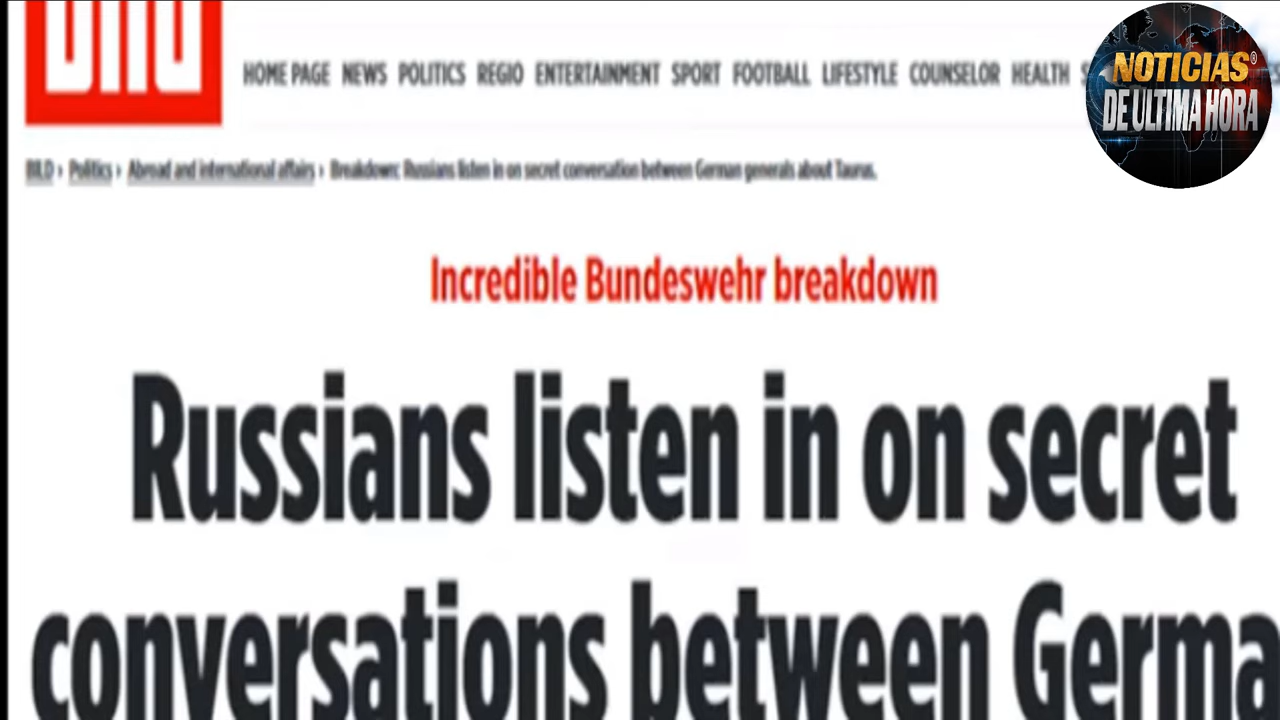 BILD
HOME PAGE NEWS POLITICS REGIO ENTERTAINMENT SPORT FOOTBALL LIFESTYLE COUNSELOR HEALTH
NOTICIAS®
DE ULTIMA HORA
BILD › Politics › Abroad and international affairs › Breakdown: Russians listen in on secret conversation between German generals about Taurus.
Incredible Bundeswehr breakdown
Russians listen in on secret
conversations between Germa